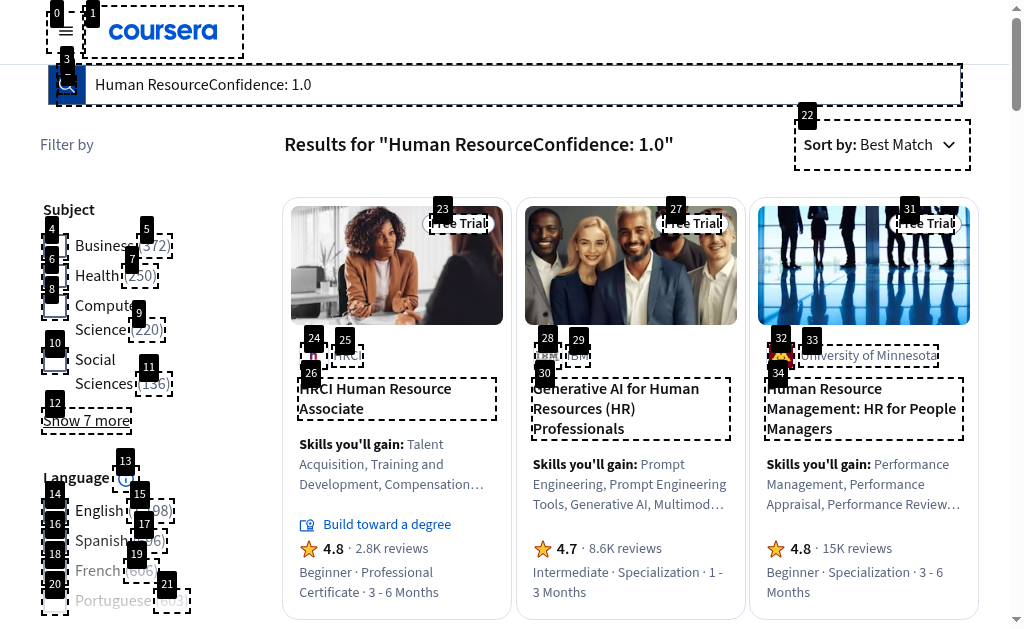 0
1
coursera
3
Human ResourceConfidence: 1.0
22
Filter by
Results for "Human ResourceConfidence: 1.0"
Sort by: Best Match
Subject
4
5
Business (372)
6
7
Health (250)
8
Computer
9
Science (220)
10
Social
11
Sciences (136)
12
Show 7 more
13
Language
14
15
English
16
17
Spanish
18
19
French (606)
20
21
Portuguese (603)
23
Free Trial
24
25
HRCI
26
HRCI Human Resource
Associate
Skills you'll gain: Talent
Acquisition, Training and
Development, Compensation…
Build toward a degree
4.8 · 2.8K reviews
Beginner · Professional
Certificate · 3 - 6 Months
27
Free Trial
28
29
IBM
IBM
30
Generative AI for Human
Resources (HR)
Professionals
Skills you'll gain: Prompt
Engineering, Prompt Engineering
Tools, Generative AI, Multimod…
4.7 · 8.6K reviews
Intermediate · Specialization · 1 -
3 Months
31
Free Trial
32
33
University of Minnesota
34
Human Resource
Management: HR for People
Managers
Skills you'll gain: Performance
Management, Performance
Appraisal, Performance Review…
4.8 · 15K reviews
Beginner · Specialization · 3 - 6
Months